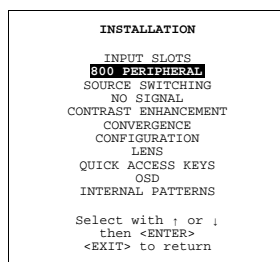 INSTALLATION
INPUT SLOTS
800 PERIPHERAL
SOURCE SWITCHING
NO SIGNAL
CONTRAST ENHANCEMENT
CONVERGENCE
CONFIGURATION
LENS
QUICK ACCESS KEYS
OSD
INTERNAL PATTERNS
Select with ↑ or ↓
then <ENTER>
<EXIT> to return